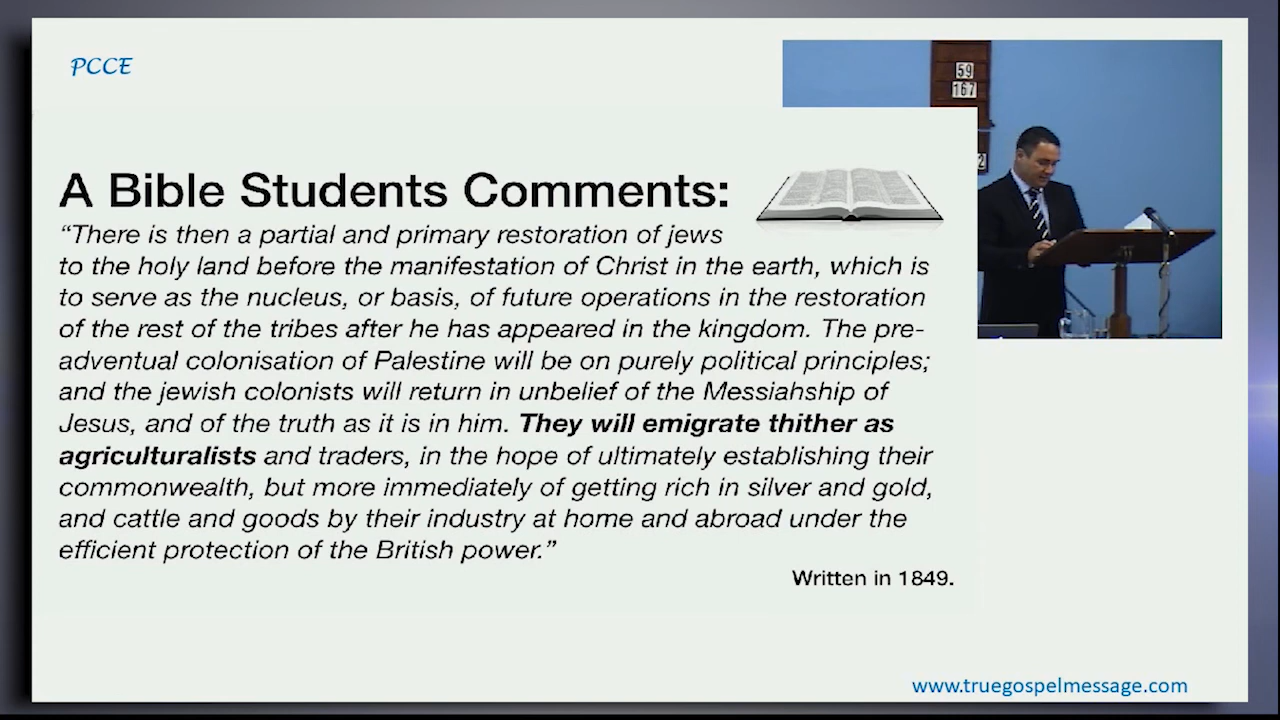 PCCE
59
167
2
A Bible Students Comments:
“There is then a partial and primary restoration of jews
to the holy land before the manifestation of Christ in the earth, which is
to serve as the nucleus, or basis, of future operations in the restoration
of the rest of the tribes after he has appeared in the kingdom. The pre-
adventual colonisation of Palestine will be on purely political principles;
and the jewish colonists will return in unbelief of the Messiahship of
Jesus, and of the truth as it is in him. They will emigrate thither as
agriculturalists and traders, in the hope of ultimately establishing their
commonwealth, but more immediately of getting rich in silver and gold,
and cattle and goods by their industry at home and abroad under the
efficient protection of the British power.”
Written in 1849.
www.truegospelmessage.com